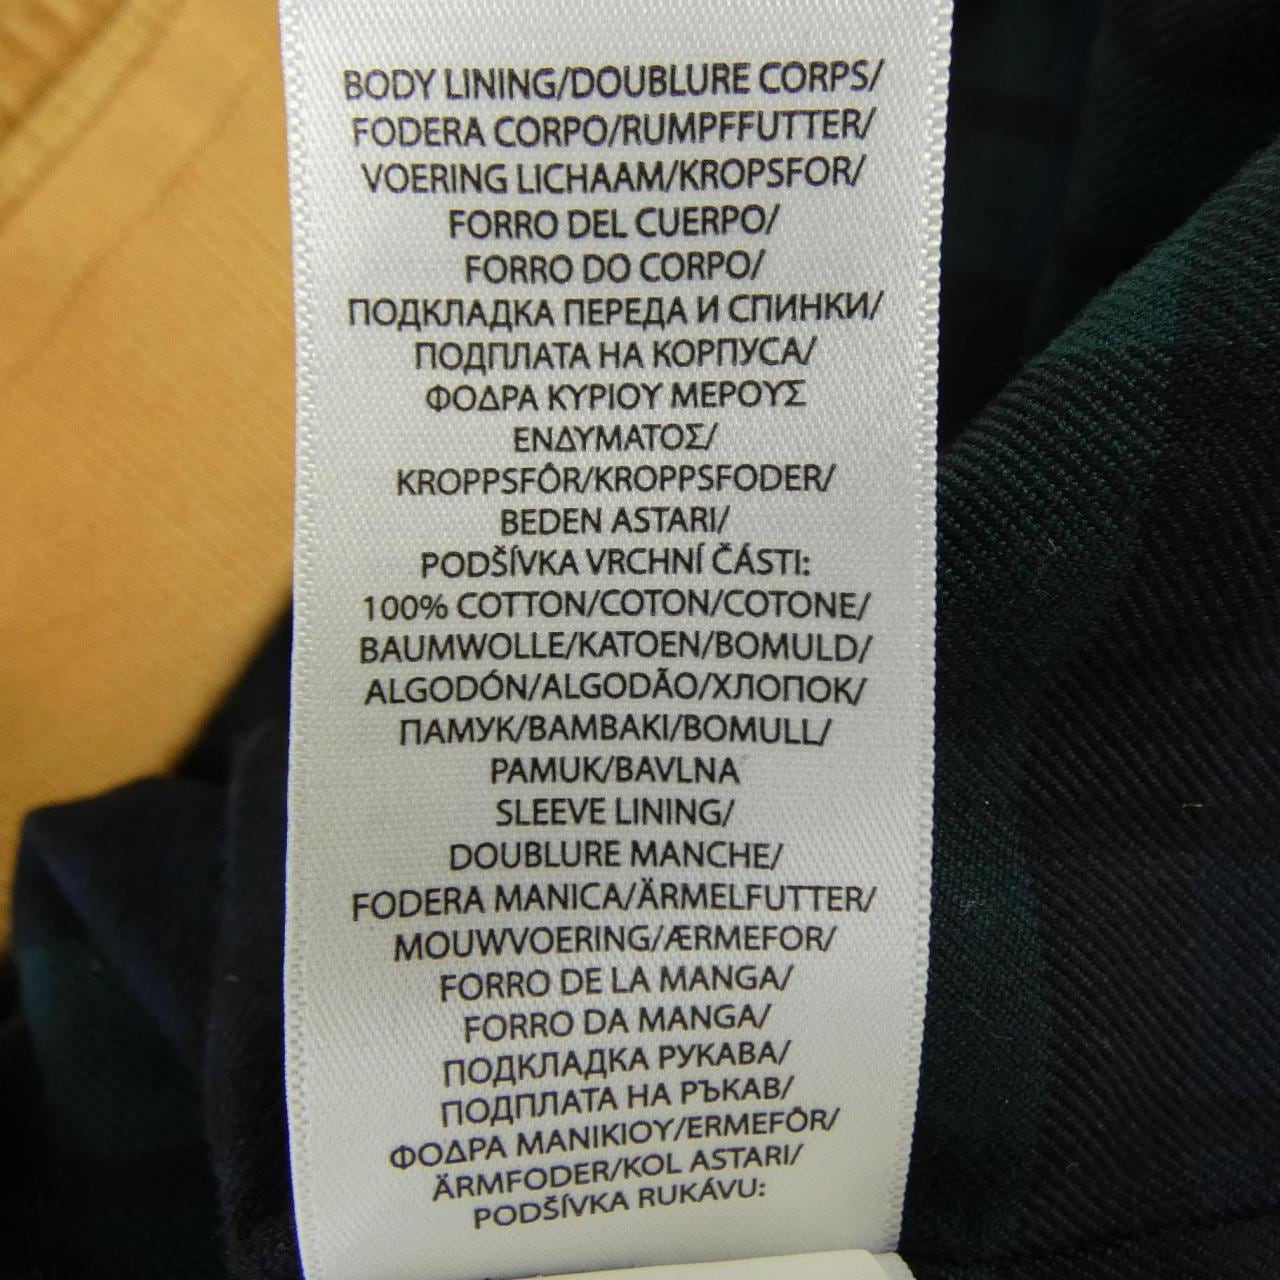 BODY LINING/DOUBLURE CORPS/
FODERA CORPO/RUMPFFUTTER/
VOERING LICHAAM/KROPSFOR/
FORRO DEL CUERPO/
FORRO DO CORPO/
ПОДКЛАДКА ПЕРЕДА И СПИНКИ/
ПОДПЛАТА НА КОРПУСА/
ΦΟΔΡΑ ΚΥΡΙΟΥ ΜΕΡΟΥΣ
ΕΝΔΥΜΑΤΟΣ/
KROPPSFÔR/KROPPSFODER/
BEDEN ASTARI/
PODŠÍVKA VRCHNÍ ČÁSTI:
100% COTTON/COTON/COTONE/
BAUMWOLLE/KATOEN/BOMULD/
ALGODÓN/ALGODÃO/ХЛОПОК/
ПАМУК/ΒΑΜΒΑΚΙ/BOMULL/
PAMUK/BAVLNA
SLEEVE LINING/
DOUBLURE MANCHE/
FODERA MANICA/ÄRMELFUTTER/
MOUWVOERING/ÆRMEFOR/
FORRO DE LA MANGA/
FORRO DA MANGA/
ПОДКЛАДКА РУКАВА/
ПОДПЛАТА НА РЪКАВ/
ΦΟΔΡΑ ΜΑΝΙΚΙΟΥ/ERMEFÔR/
ÄRMFODER/KOL ASTARI/
PODŠÍVKA RUKÁVU: